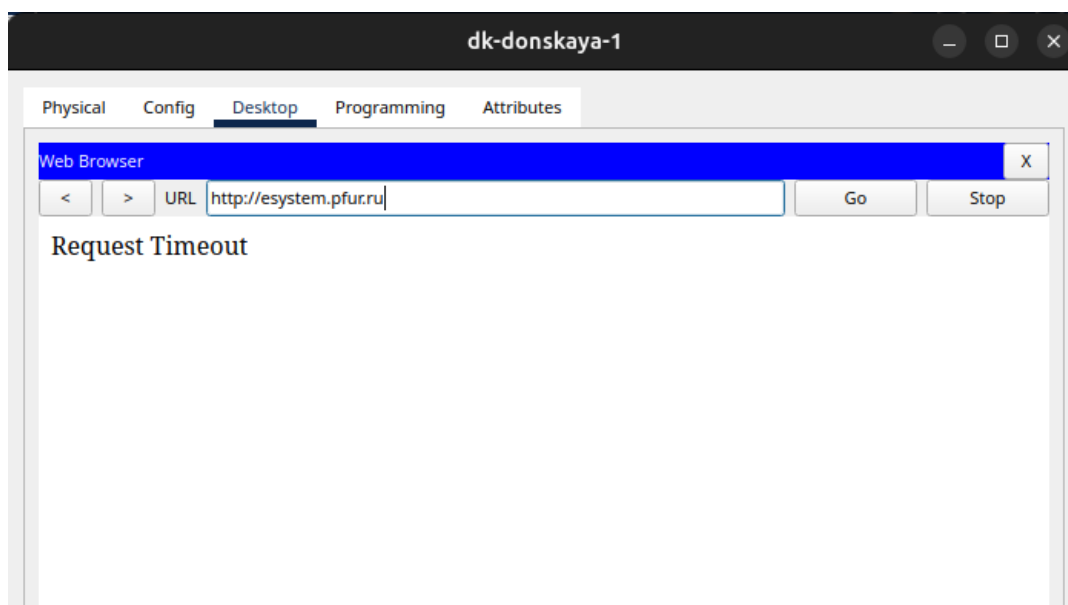 dk-donskaya-1
Physical Config Desktop Programming Attributes
Web Browser X
< > URL http://esystem.pfur.ru Go Stop
Request Timeout